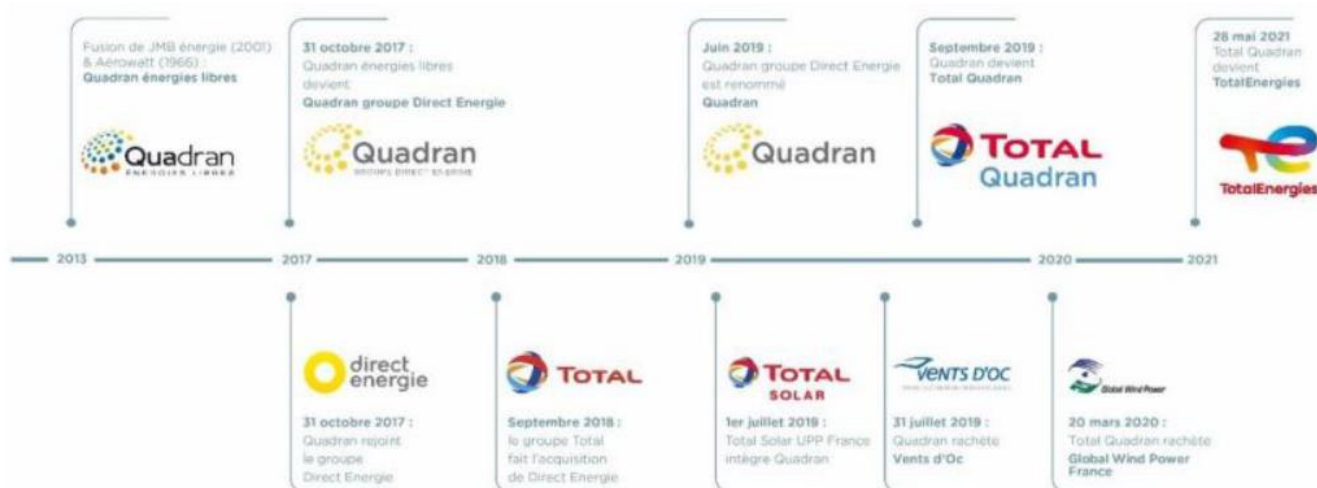 Fusion de JMB énergie (2001)
& Aérowatt (1966) :
Quadran énergies libres
Quadran
ÉNERGIES LIBRES
31 octobre 2017 :
Quadran énergies libres
devient
Quadran groupe Direct Energie
Quadran
GROUPE DIRECT ENERGIE
Juin 2019 :
Quadran groupe Direct Energie
est renommé
Quadran
Quadran
Septembre 2019 :
Quadran devient
Total Quadran
TOTAL
Quadran
28 mai 2021
Total Quadran
devient
TotalEnergies
TotalEnergies
2013
2017
2018
2019
2020
2021
direct
energie
31 octobre 2017 :
Quadran rejoint
le groupe
Direct Energie
TOTAL
Septembre 2018 :
le groupe Total
fait l'acquisition
de Direct Energie
TOTAL
SOLAR
1er juillet 2019 :
Total Solar UPP France
intègre Quadran
VENTS D'OC
31 juillet 2019 :
Quadran rachète
Vents d'Oc
Global Wind Power
20 mars 2020 :
Total Quadran rachète
Global Wind Power
France